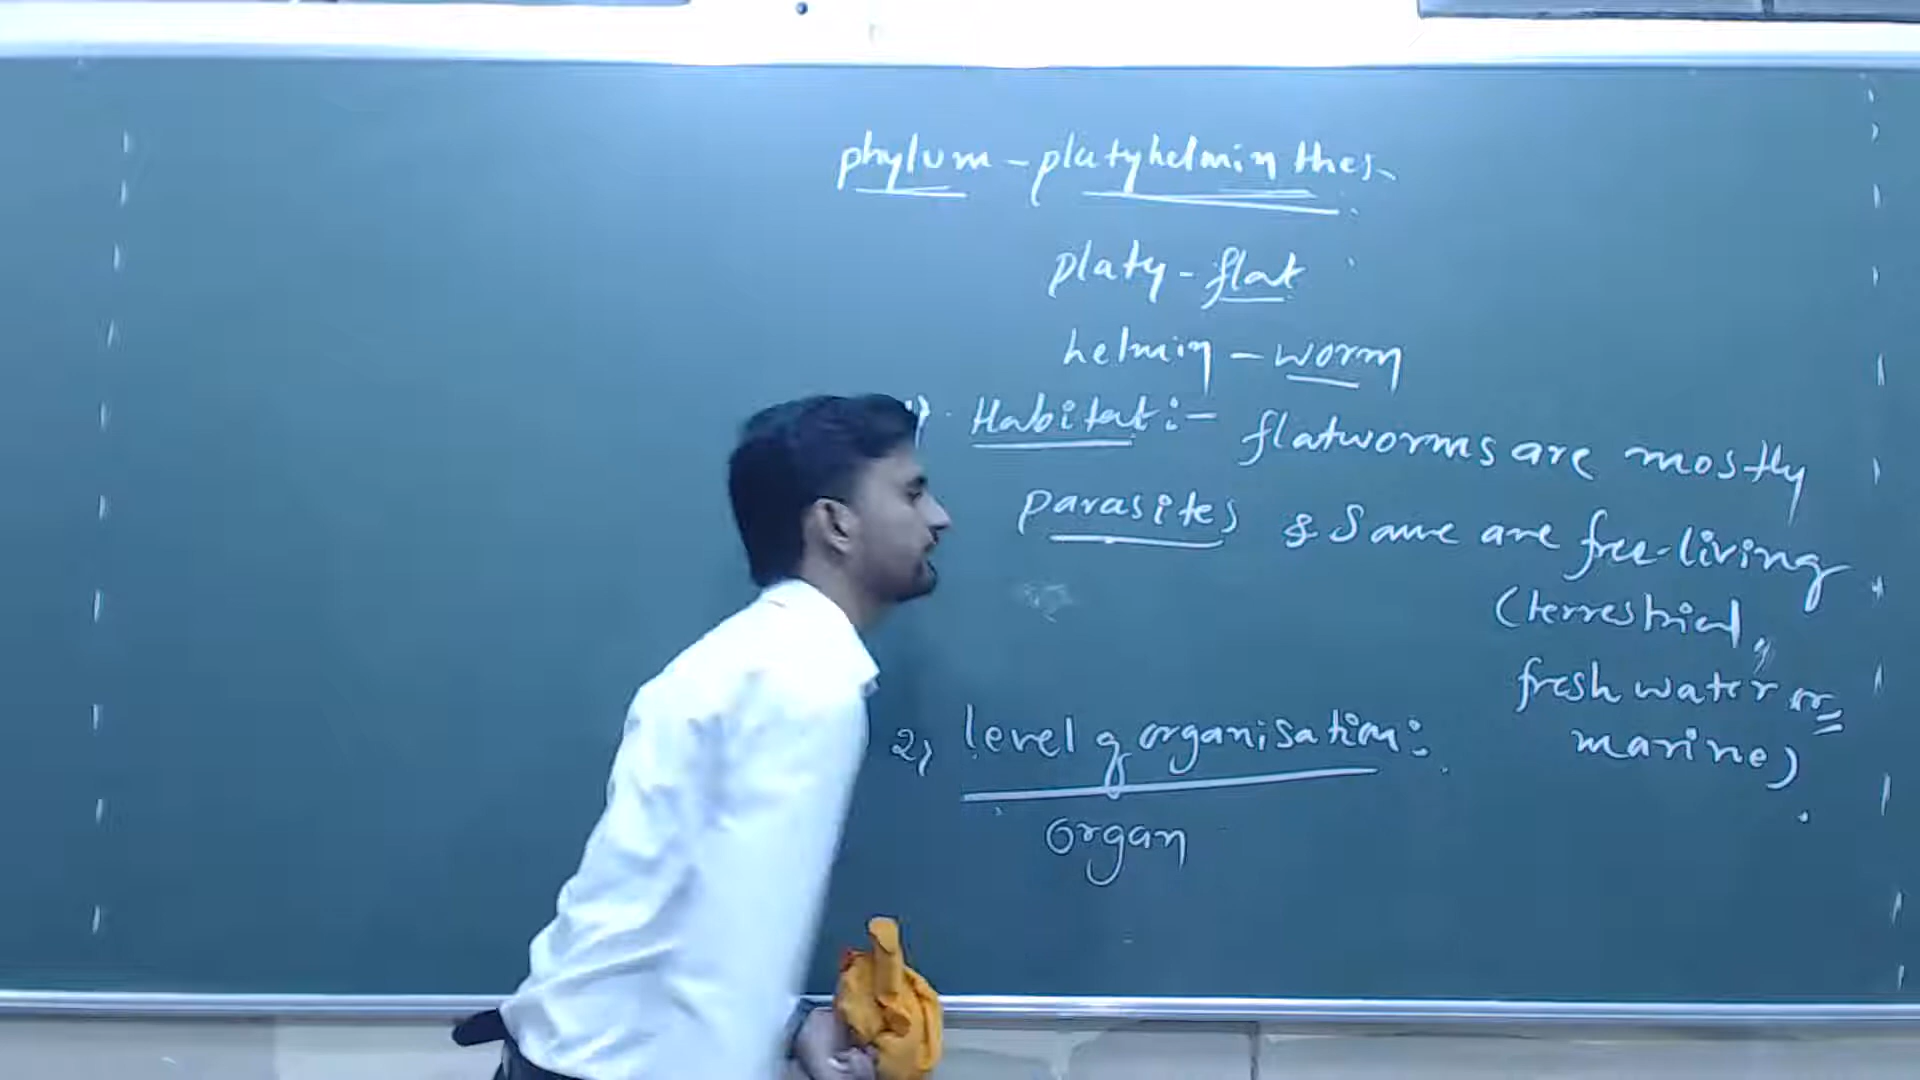 phylum - platyhelminthes
platy - flat
helmin - worm
1) Habitat :- flatworms are mostly
parasites & Some are free-living
(terrestrial,
fresh water or
marine)
2) level of organisation :
organ